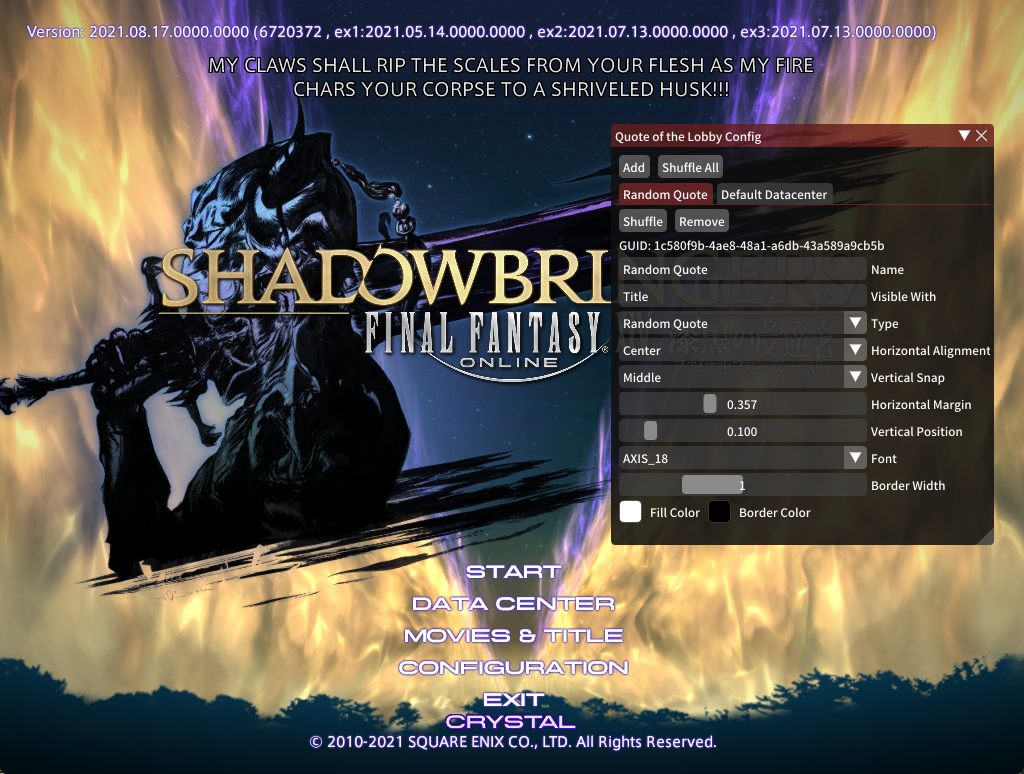 Version: 2021.08.17.0000.0000 (6720372 , ex1:2021.05.14.0000.0000 , ex2:2021.07.13.0000.0000 , ex3:2021.07.13.0000.0000)
MY CLAWS SHALL RIP THE SCALES FROM YOUR FLESH AS MY FIRE
CHARS YOUR CORPSE TO A SHRIVELED HUSK!!!
Quote of the Lobby Config
Add Shuffle All
Random Quote Default Datacenter
Shuffle Remove
GUID: 1c580f9b-4ae8-48a1-a6db-43a589a9cb5b
Random Quote Name
Title Visible With
Random Quote Type
Center Horizontal Alignment
Middle Vertical Snap
0.357 Horizontal Margin
0.100 Vertical Position
AXIS_18 Font
1 Border Width
Fill Color Border Color
SHADOWBRINGERS
FINAL FANTASY
ONLINE
START
DATA CENTER
MOVIES & TITLE
CONFIGURATION
EXIT
CRYSTAL
© 2010-2021 SQUARE ENIX CO., LTD. All Rights Reserved.